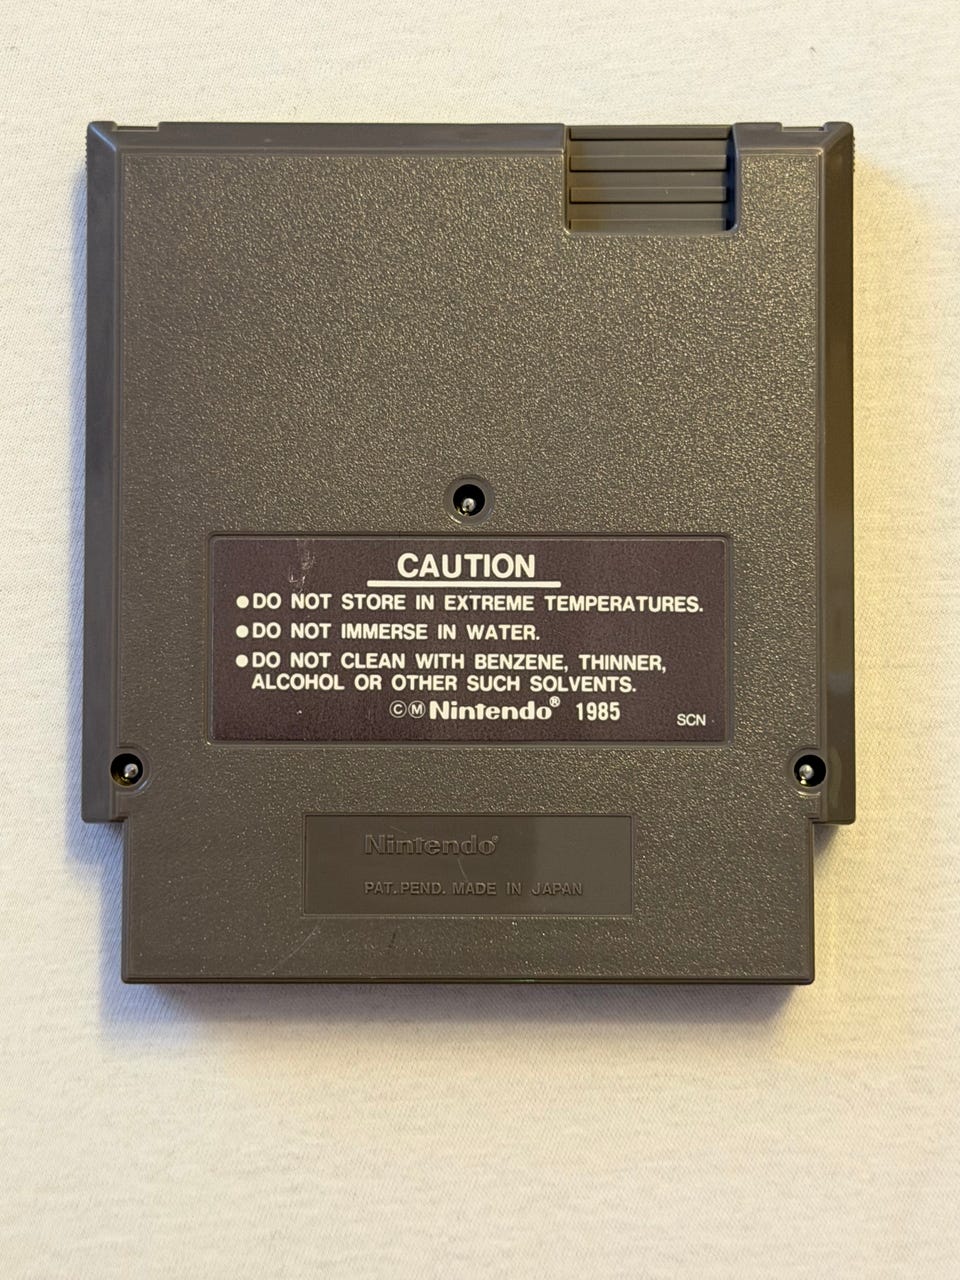 CAUTION
●DO NOT STORE IN EXTREME TEMPERATURES.
●DO NOT IMMERSE IN WATER.
●DO NOT CLEAN WITH BENZENE, THINNER,
ALCOHOL OR OTHER SUCH SOLVENTS.
ⒸⓂNintendo® 1985
SCN
Nintendo®
PAT. PEND. MADE IN JAPAN